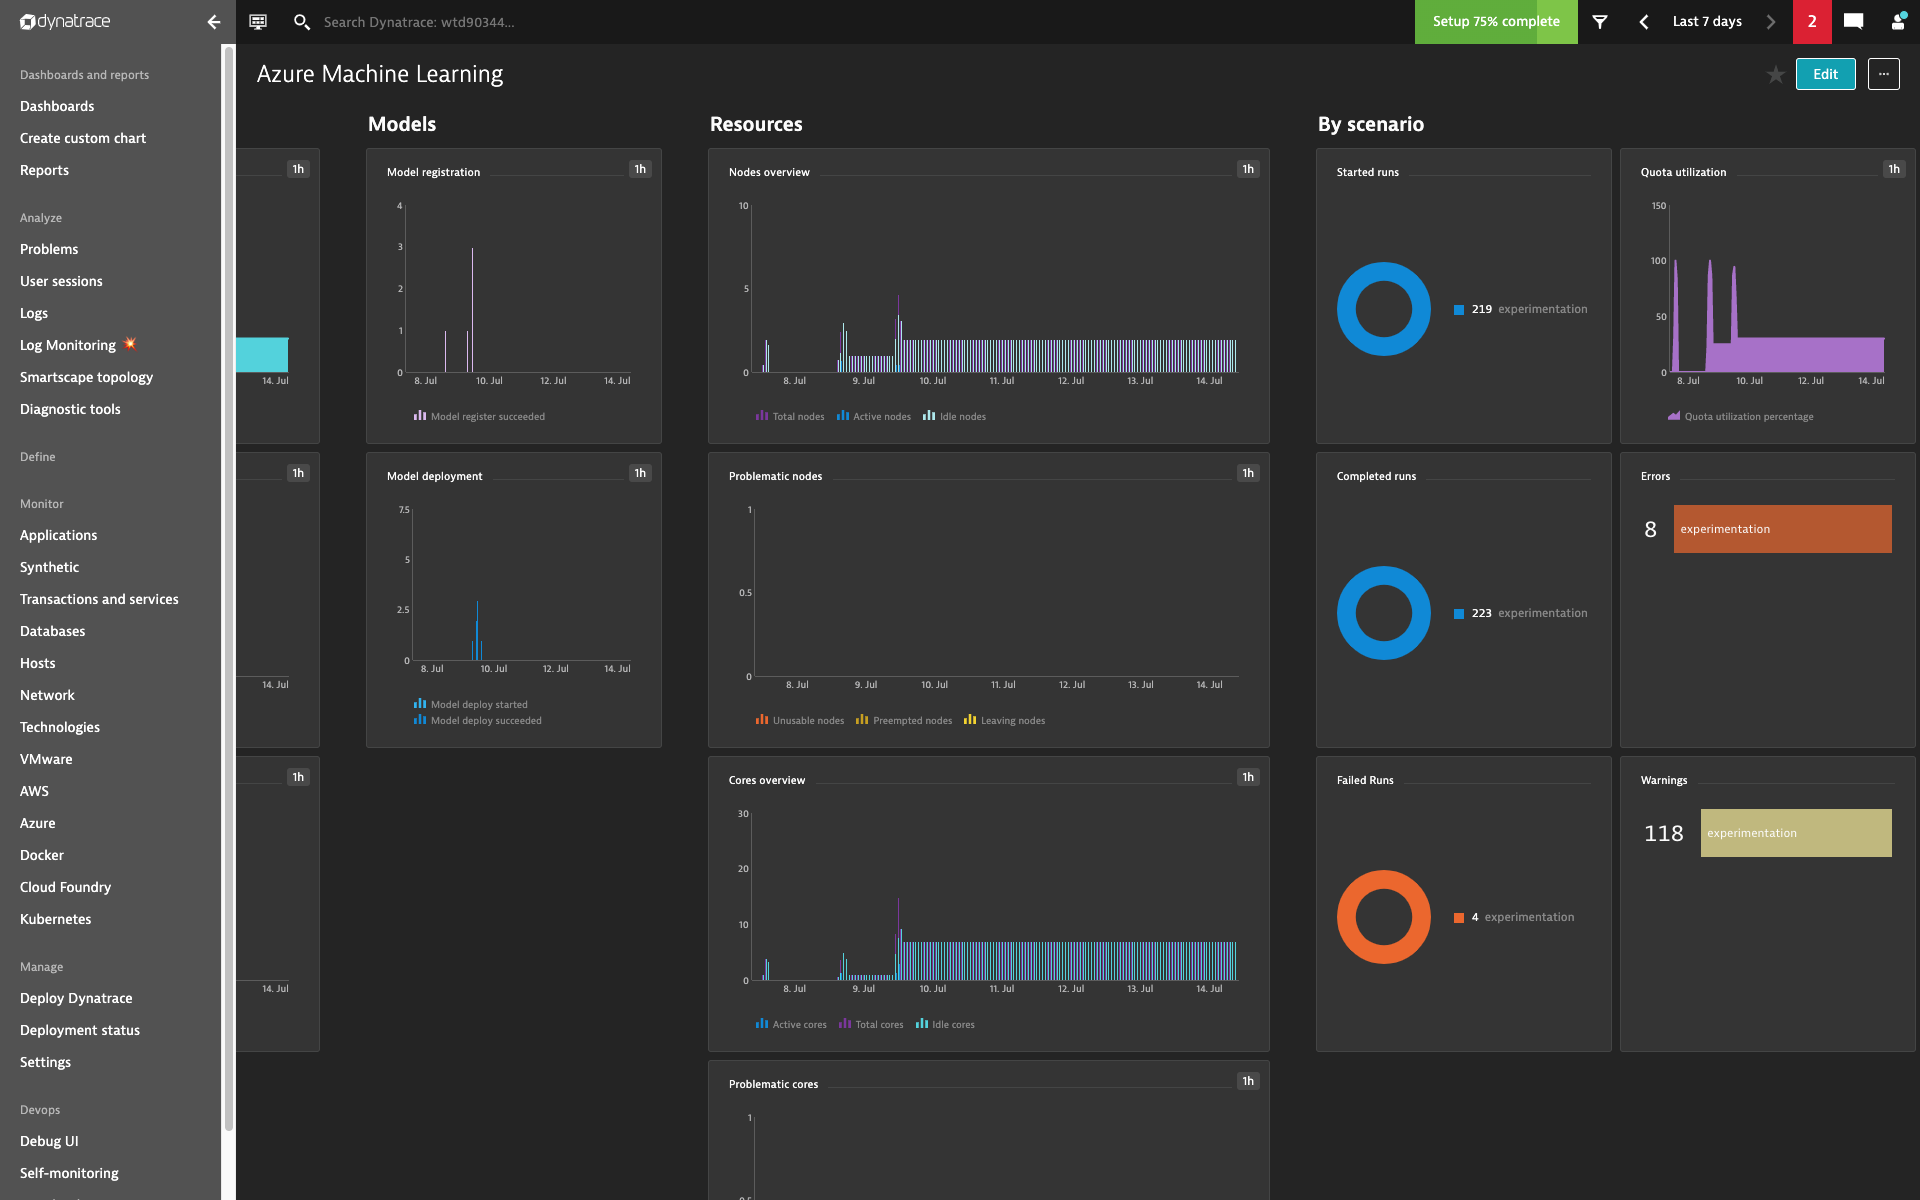 dynatrace
Search Dynatrace: wtd90344...
Setup 75% complete
Last 7 days
2
Dashboards and reports
Dashboards
Create custom chart
Reports
Analyze
Problems
User sessions
Logs
Log Monitoring
Smartscape topology
Diagnostic tools
Define
Monitor
Applications
Synthetic
Transactions and services
Databases
Hosts
Network
Technologies
VMware
AWS
Azure
Docker
Cloud Foundry
Kubernetes
Manage
Deploy Dynatrace
Deployment status
Settings
Devops
Debug UI
Self-monitoring
Azure Machine Learning
Edit
...
1h
14. Jul
1h
14. Jul
1h
14. Jul
Models
Model registration
1h
4
3
2
1
0
8. Jul 10. Jul 12. Jul 14. Jul
Model register succeeded
Model deployment
1h
7.5
5
2.5
0
8. Jul 10. Jul 12. Jul 14. Jul
Model deploy started
Model deploy succeeded
Resources
Nodes overview
1h
10
5
0
8. Jul 9. Jul 10. Jul 11. Jul 12. Jul 13. Jul 14. Jul
Total nodes Active nodes Idle nodes
Problematic nodes
1h
1
0.5
0
8. Jul 9. Jul 10. Jul 11. Jul 12. Jul 13. Jul 14. Jul
Unusable nodes Preempted nodes Leaving nodes
Cores overview
1h
30
20
10
0
8. Jul 9. Jul 10. Jul 11. Jul 12. Jul 13. Jul 14. Jul
Active cores Total cores Idle cores
Problematic cores
1h
1
0.5
By scenario
Started runs
219 experimentation
Quota utilization
1h
150
100
50
0
8. Jul 10. Jul 12. Jul 14. Jul
Quota utilization percentage
Completed runs
223 experimentation
Errors
8 experimentation
Failed Runs
4 experimentation
Warnings
118 experimentation